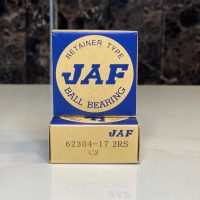 RETAINER TYPE
JAF
BALL BEARING
JAF
62304-17 2RS
C3